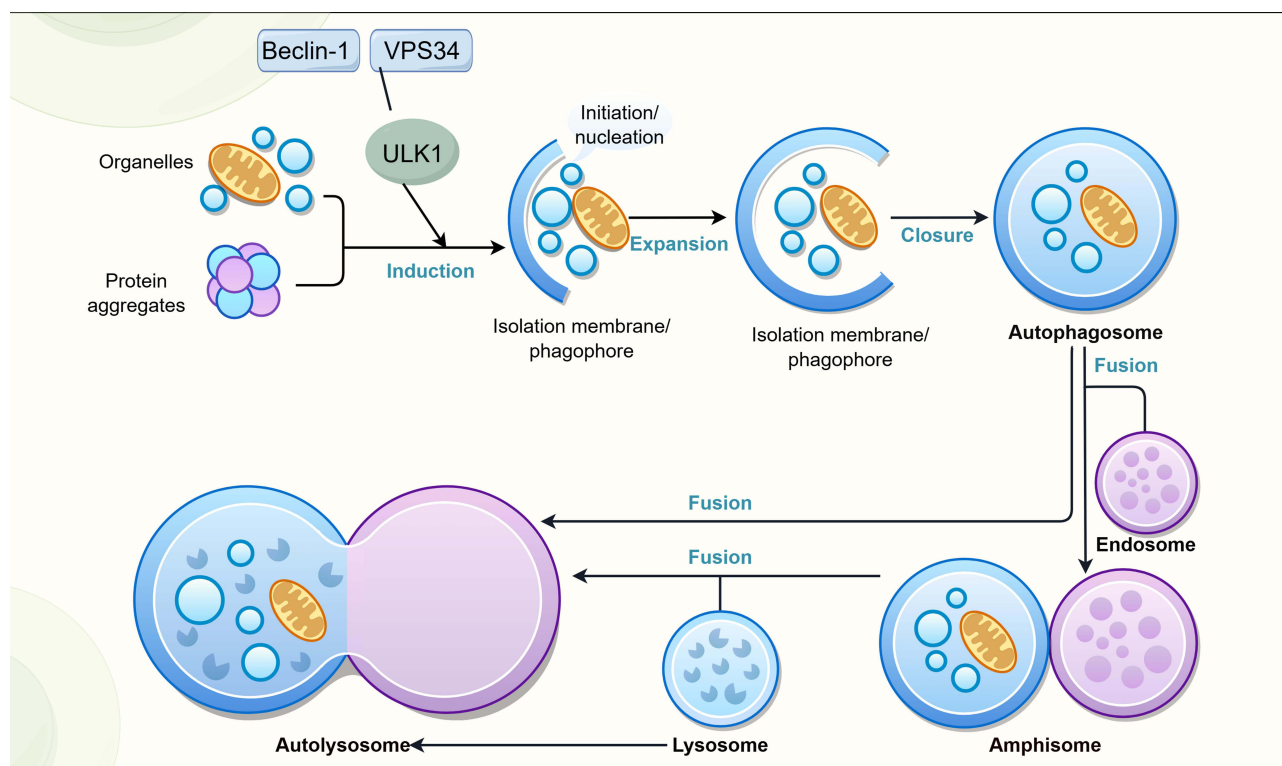 Beclin-1
VPS34
ULK1
Organelles
Protein
aggregates
Induction
Initiation/
nucleation
Isolation membrane/
phagophore
Expansion
Isolation membrane/
phagophore
Closure
Autophagosome
Fusion
Endosome
Fusion
Fusion
Autolysosome
Lysosome
Amphisome